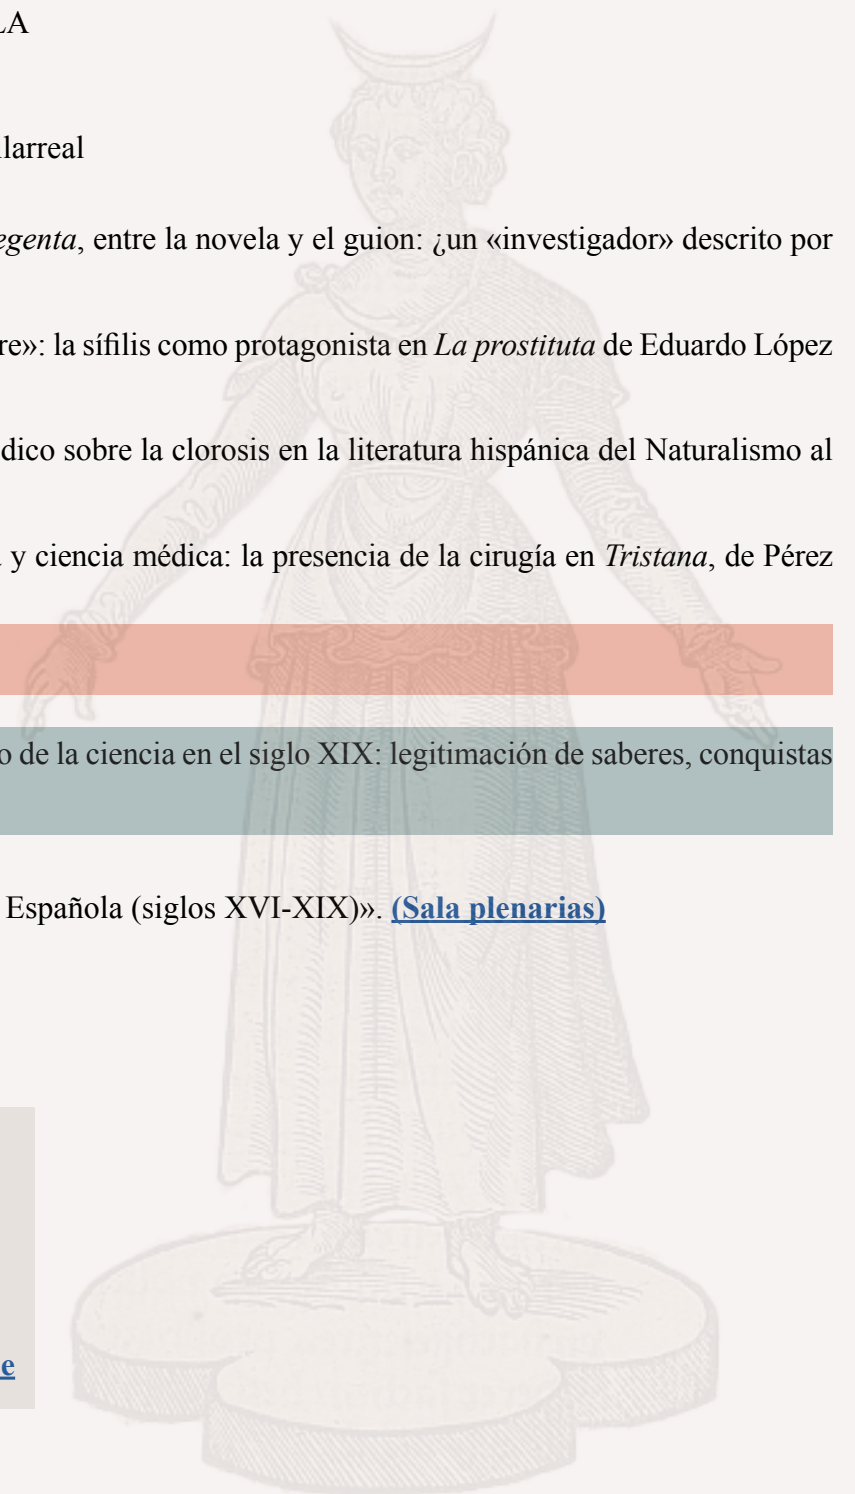 LA
llarreal
egenta, entre la novela y el guion: ¿un «investigador» descrito por
re»: la sífilis como protagonista en La prostituta de Eduardo López
dico sobre la clorosis en la literatura hispánica del Naturalismo al
a y ciencia médica: la presencia de la cirugía en Tristana, de Pérez
o de la ciencia en el siglo XIX: legitimación de saberes, conquistas
Española (siglos XVI-XIX)». (Sala plenarias)
e